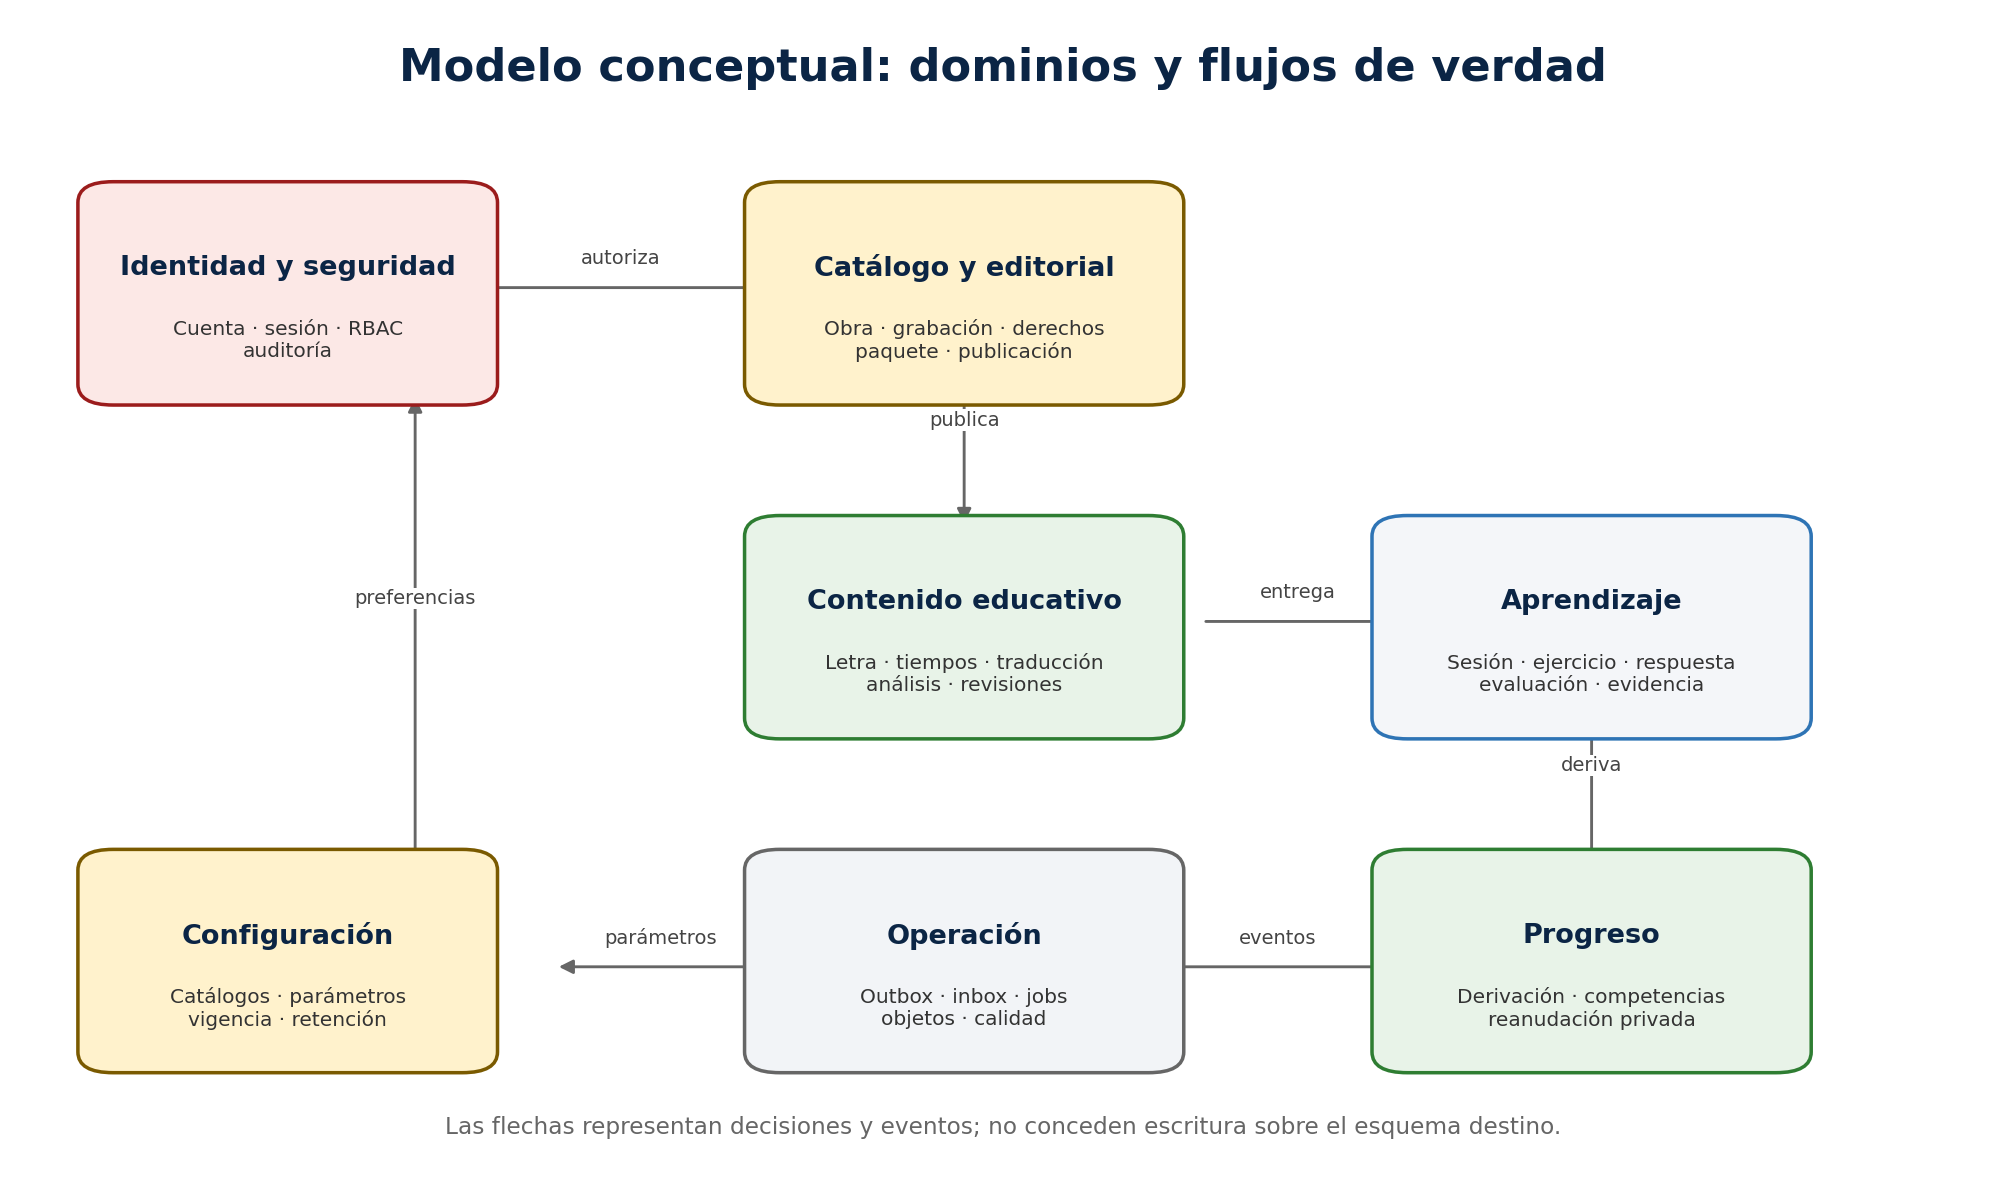 Modelo conceptual: dominios y flujos de verdad
Identidad y seguridad
Cuenta · sesión · RBAC
auditoría
autoriza
Catálogo y editorial
Obra · grabación · derechos
paquete · publicación
publica
preferencias
Contenido educativo
Letra · tiempos · traducción
análisis · revisiones
entrega
Aprendizaje
Sesión · ejercicio · respuesta
evaluación · evidencia
deriva
Configuración
Catálogos · parámetros
vigencia · retención
parámetros
Operación
Outbox · inbox · jobs
objetos · calidad
eventos
Progreso
Derivación · competencias
reanudación privada
Las flechas representan decisiones y eventos; no conceden escritura sobre el esquema destino.